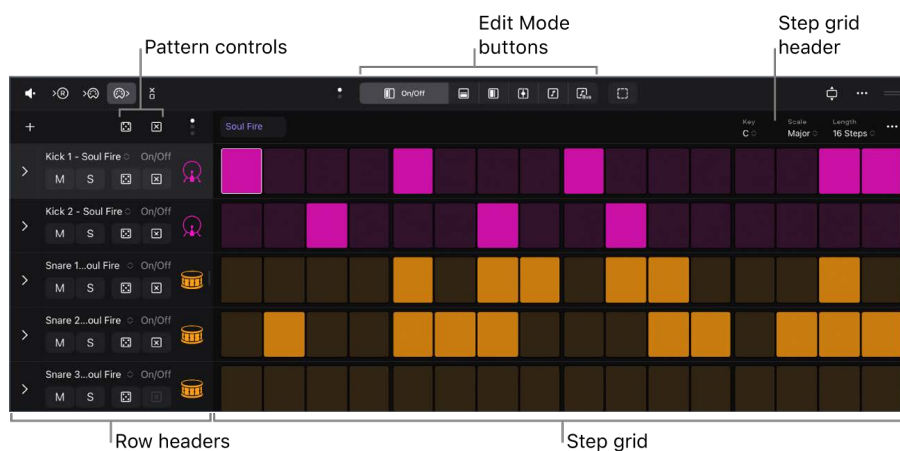 Edit Mode
buttons
Step grid
header
Pattern controls
On/Off
Soul Fire
Key
C
Scale
Major
Length
16 Steps
Kick 1 - Soul Fire On/Off
M S
Kick 2 - Soul Fire On/Off
M S
Snare 1...oul Fire On/Off
M S
Snare 2...oul Fire On/Off
M S
Snare 3...oul Fire On/Off
M S
Row headers
Step grid